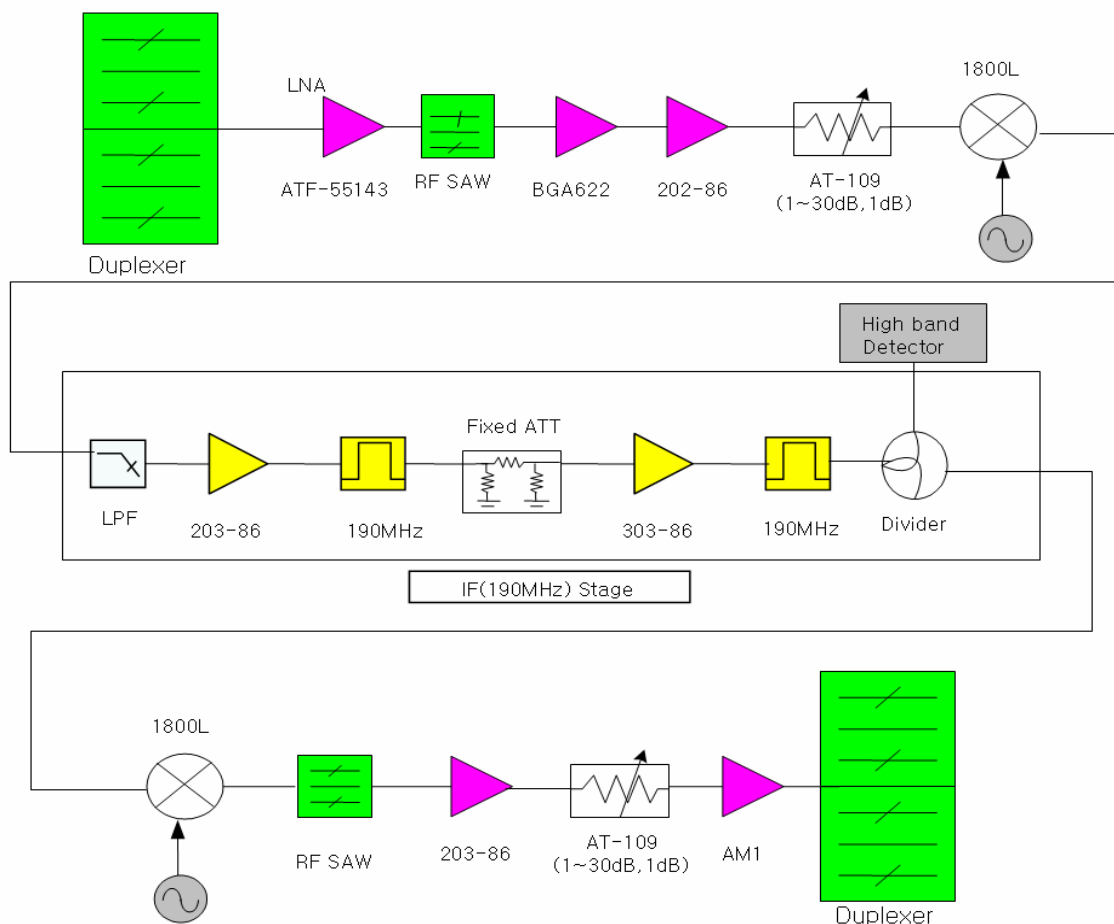 1800L
LNA
ATF-55143
RF SAW
BGA622
202-86
AT-109
(1~30dB,1dB)
Duplexer
High band
Detector
Fixed ATT
LPF
203-86
190MHz
303-86
190MHz
Divider
IF(190MHz) Stage
1800L
RF SAW
203-86
AT-109
(1~30dB,1dB)
AM1
Duplexer